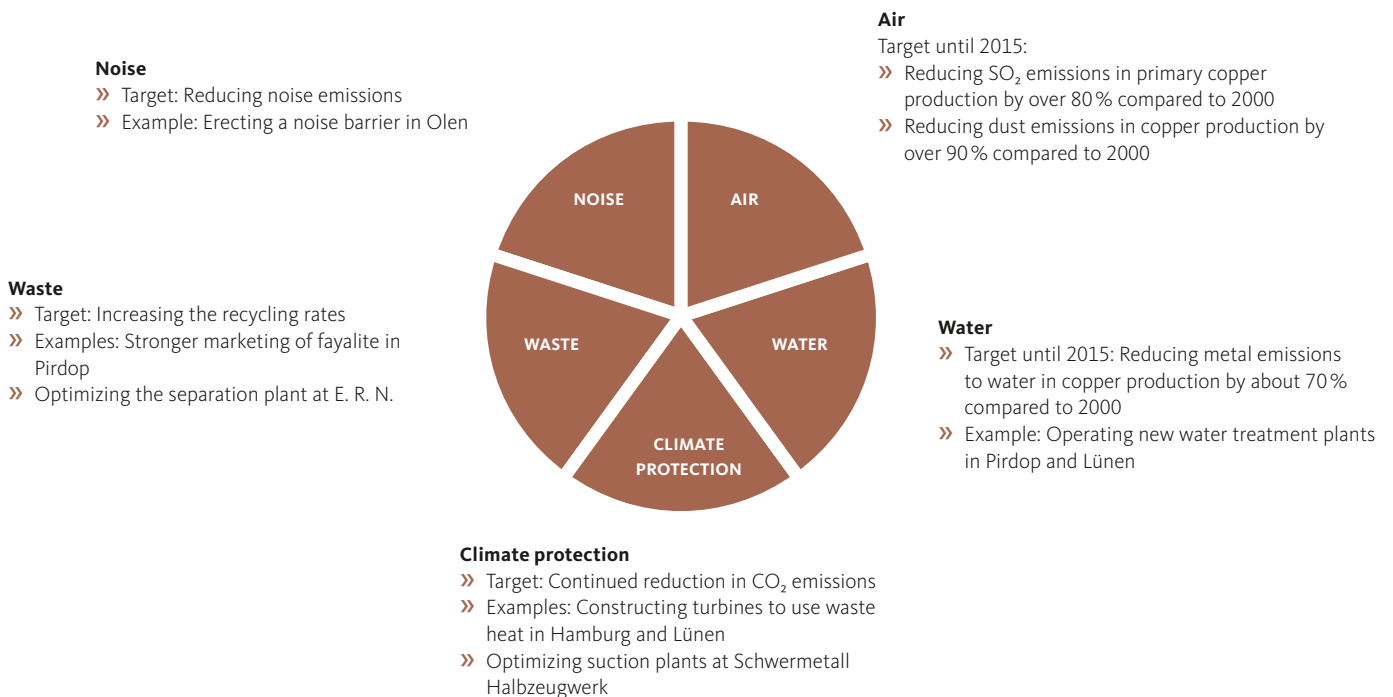 Air
Target until 2015:
» Reducing SO₂ emissions in primary copper
production by over 80 % compared to 2000
» Reducing dust emissions in copper production by
over 90 % compared to 2000
Noise
» Target: Reducing noise emissions
» Example: Erecting a noise barrier in Olen
NOISE
AIR
Waste
» Target: Increasing the recycling rates
» Examples: Stronger marketing of fayalite in
Pirdop
» Optimizing the separation plant at E. R. N.
WASTE
WATER
Water
» Target until 2015: Reducing metal emissions
to water in copper production by about 70 %
compared to 2000
» Example: Operating new water treatment plants
in Pirdop and Lünen
CLIMATE
PROTECTION
Climate protection
» Target: Continued reduction in CO₂ emissions
» Examples: Constructing turbines to use waste
heat in Hamburg and Lünen
» Optimizing suction plants at Schwermetall
Halbzeugwerk